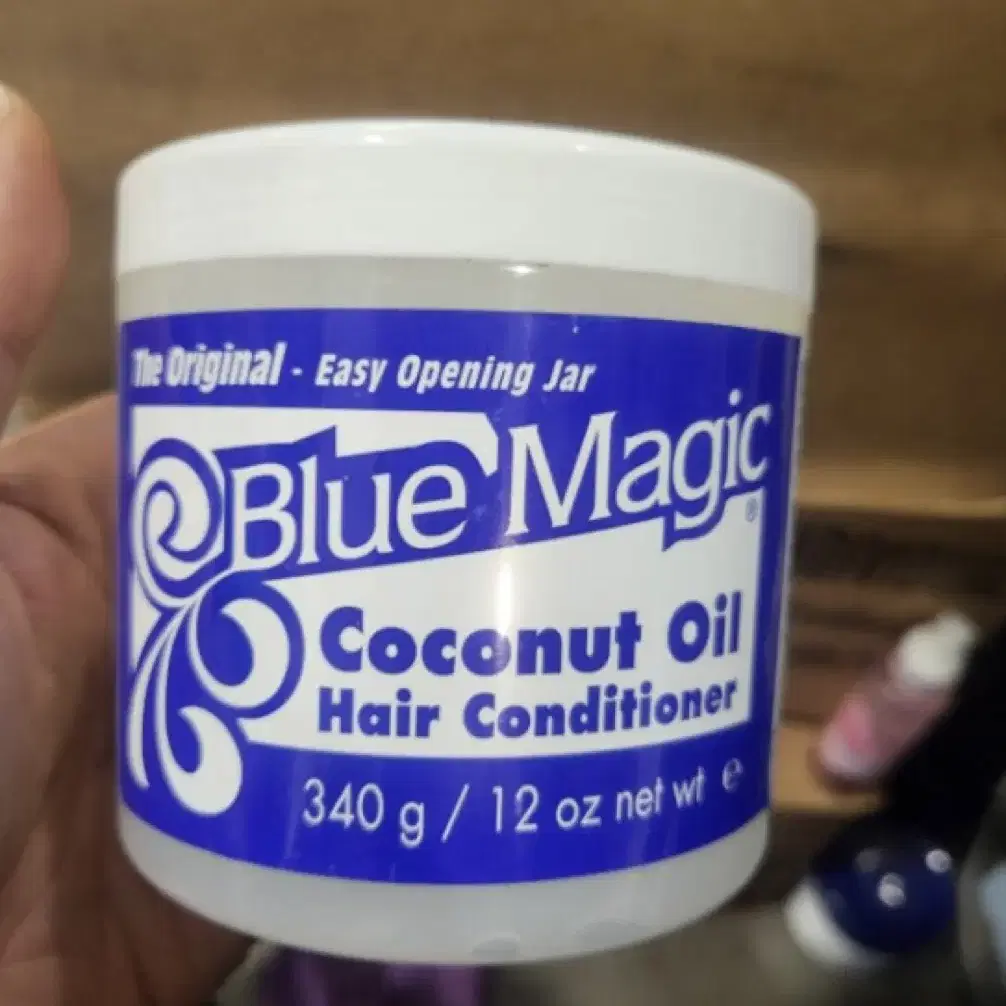 The Original - Easy Opening Jar
Blue Magic ®
Coconut Oil
Hair Conditioner
340 g / 12 oz net wt ℮